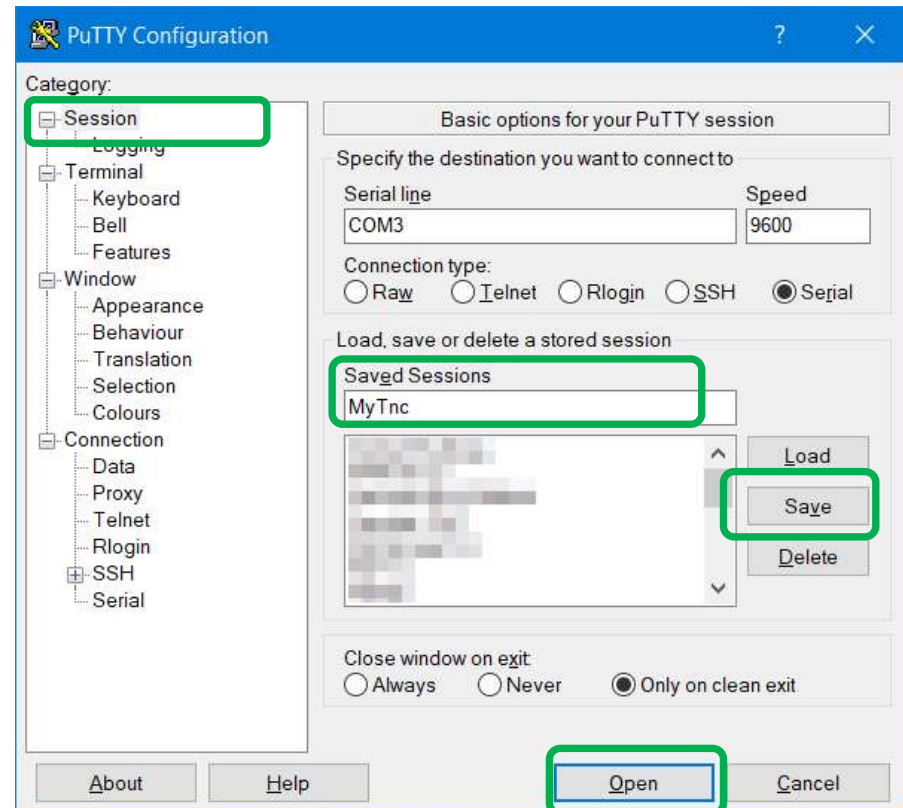 PuTTY Configuration
?
Category:
Session
Logging
Terminal
Keyboard
Bell
Features
Window
Appearance
Behaviour
Translation
Selection
Colours
Connection
Data
Proxy
Telnet
Rlogin
SSH
Serial
Basic options for your PuTTY session
Specify the destination you want to connect to
Serial line Speed
COM3 9600
Connection type:
Raw Telnet Rlogin SSH Serial
Load, save or delete a stored session
Saved Sessions
MyTnc
Load
Save
Delete
Close window on exit:
Always Never Only on clean exit
About Help Open Cancel